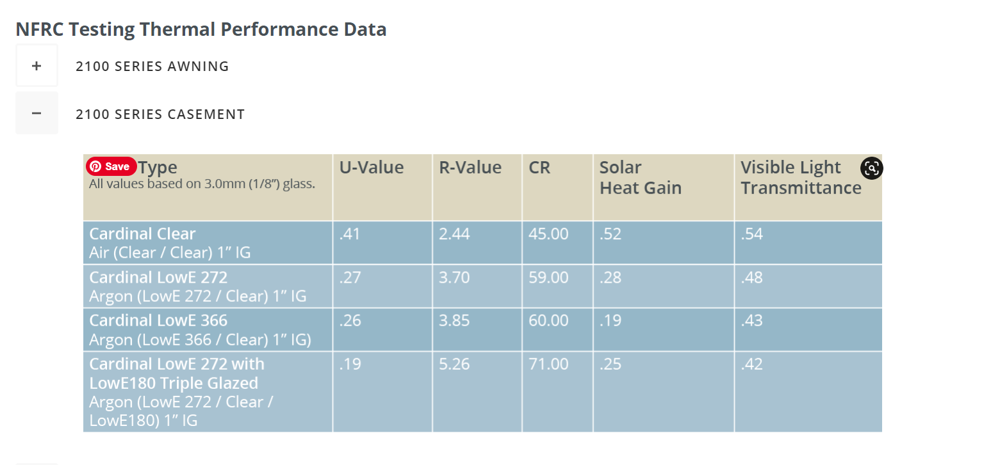 NFRC Testing Thermal Performance Data
+ 2100 SERIES AWNING
− 2100 SERIES CASEMENT
Save Type
All values based on 3.0mm (1/8”) glass.
U-Value
R-Value
CR
Solar
Heat Gain
Visible Light
Transmittance
Cardinal Clear
Air (Clear / Clear) 1” IG
.41
2.44
45.00
.52
.54
Cardinal LowE 272
Argon (LowE 272 / Clear) 1” IG
.27
3.70
59.00
.28
.48
Cardinal LowE 366
Argon (LowE 366 / Clear) 1” IG)
.26
3.85
60.00
.19
.43
Cardinal LowE 272 with
LowE180 Triple Glazed
Argon (LowE 272 / Clear /
LowE180) 1” IG
.19
5.26
71.00
.25
.42